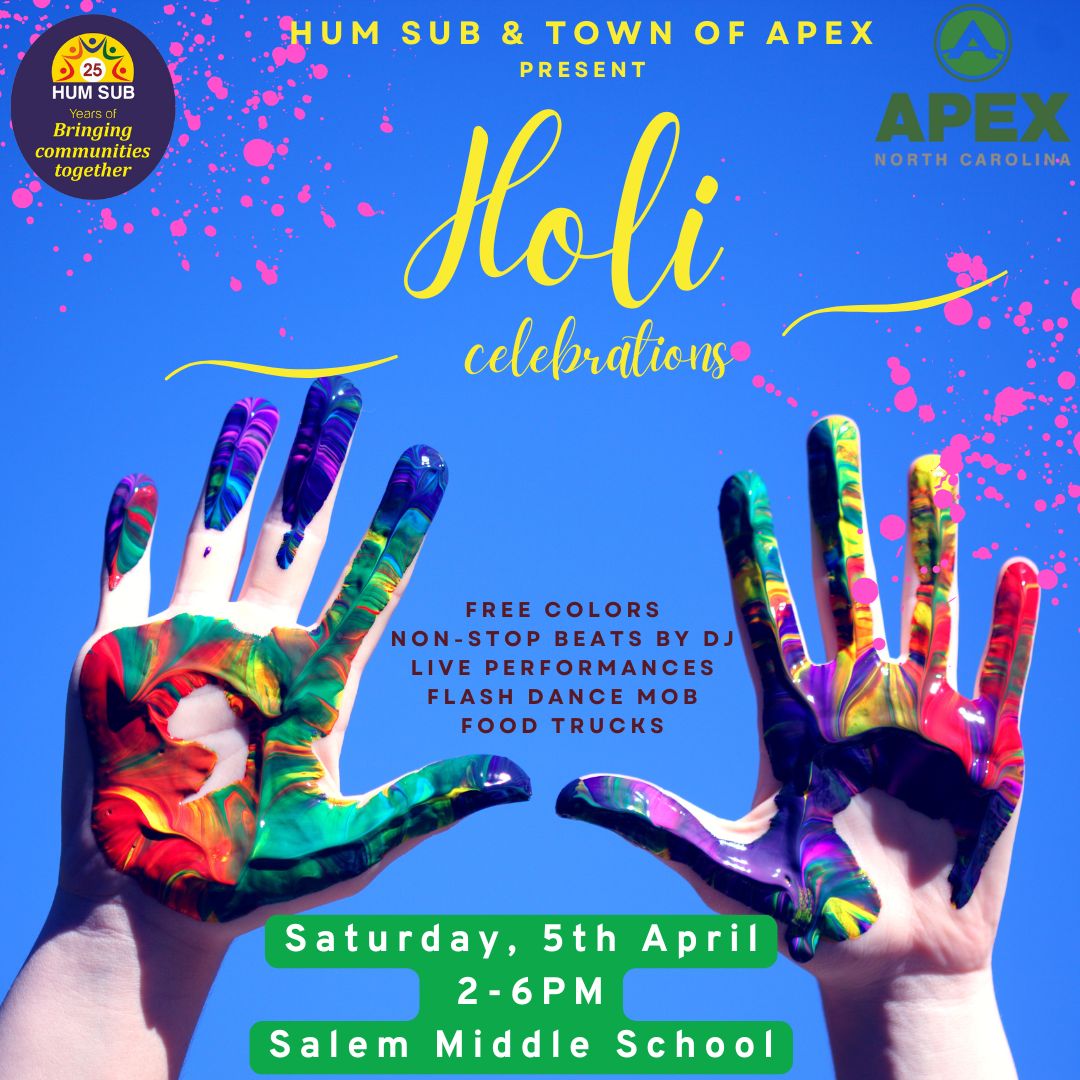 HUM SUB & TOWN OF APEX
PRESENT
25
HUM SUB
Years of
Bringing
communities
together
A
APEX
NORTH CAROLINA
Holi
celebrations
FREE COLORS
NON-STOP BEATS BY DJ
LIVE PERFORMANCES
FLASH DANCE MOB
FOOD TRUCKS
Saturday, 5th April
2-6PM
Salem Middle School